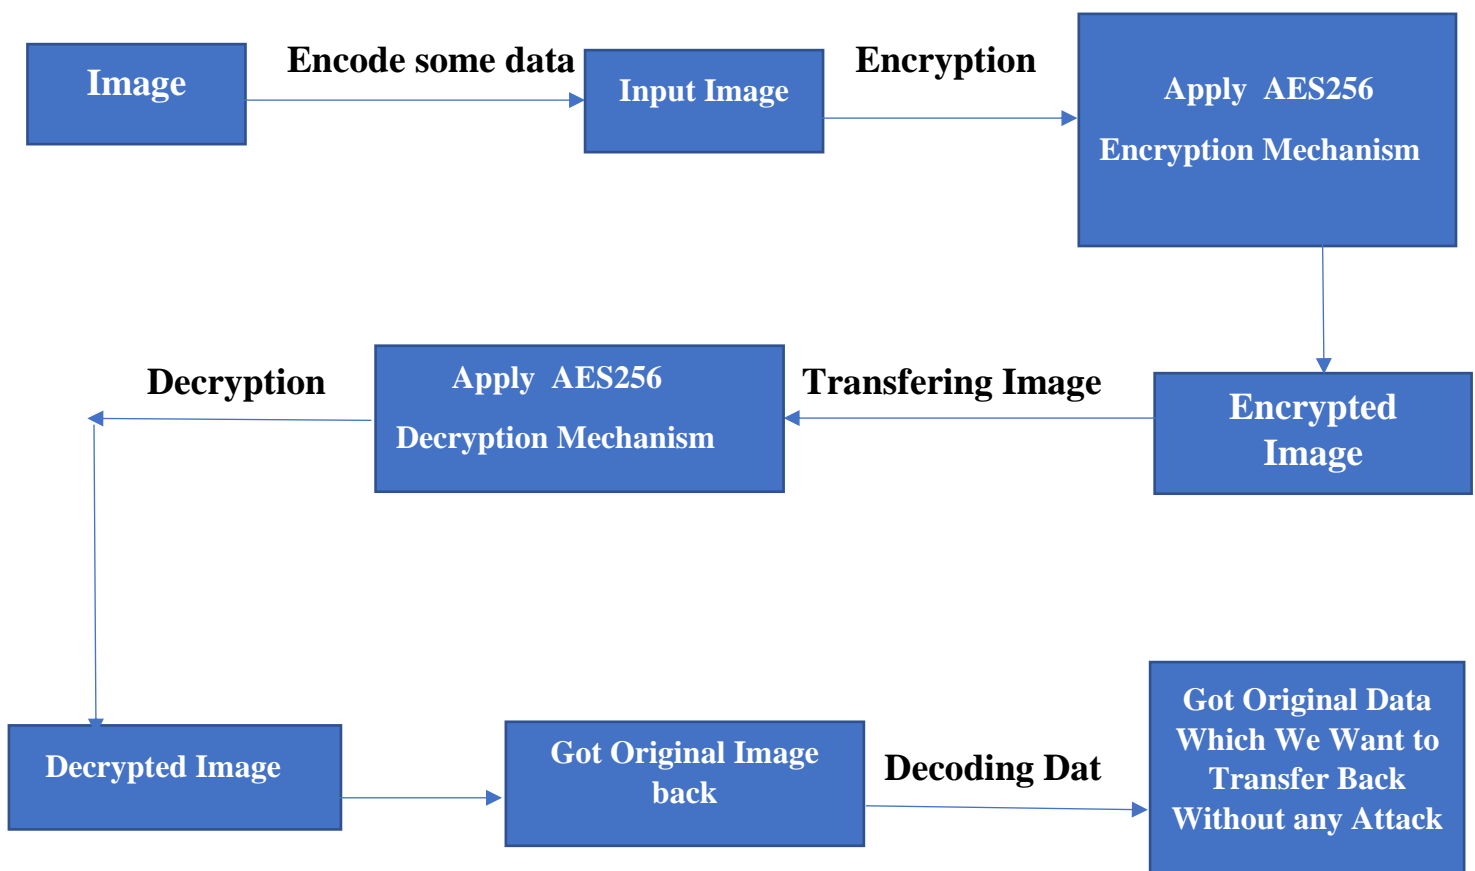 Image
Encode some data
Input Image
Encryption
Apply AES256
Encryption Mechanism
Decryption
Apply AES256
Decryption Mechanism
Transfering Image
Encrypted
Image
Decrypted Image
Got Original Image
back
Decoding Dat
Got Original Data
Which We Want to
Transfer Back
Without any Attack